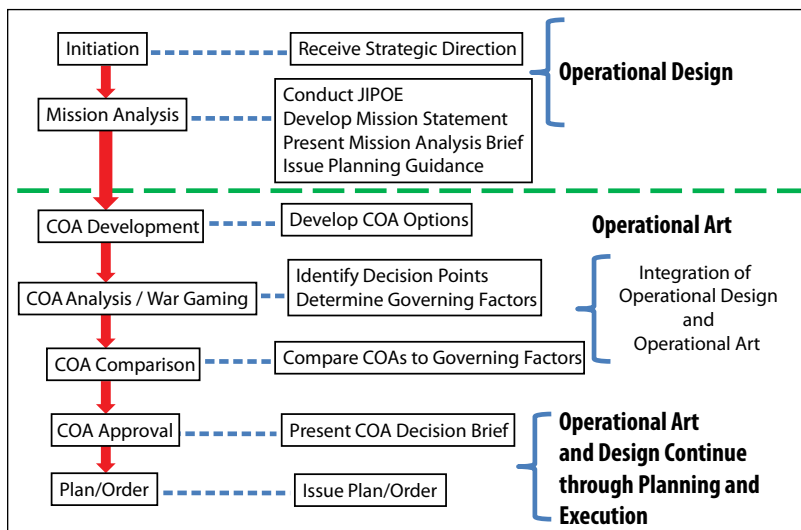 Initiation
Receive Strategic Direction
Operational Design
Mission Analysis
Conduct JIPOE
Develop Mission Statement
Present Mission Analysis Brief
Issue Planning Guidance
COA Development
Develop COA Options
Operational Art
COA Analysis / War Gaming
Identify Decision Points
Determine Governing Factors
Integration of
Operational Design
and
Operational Art
COA Comparison
Compare COAs to Governing Factors
COA Approval
Present COA Decision Brief
Operational Art
and Design Continue
through Planning and
Execution
Plan/Order
Issue Plan/Order